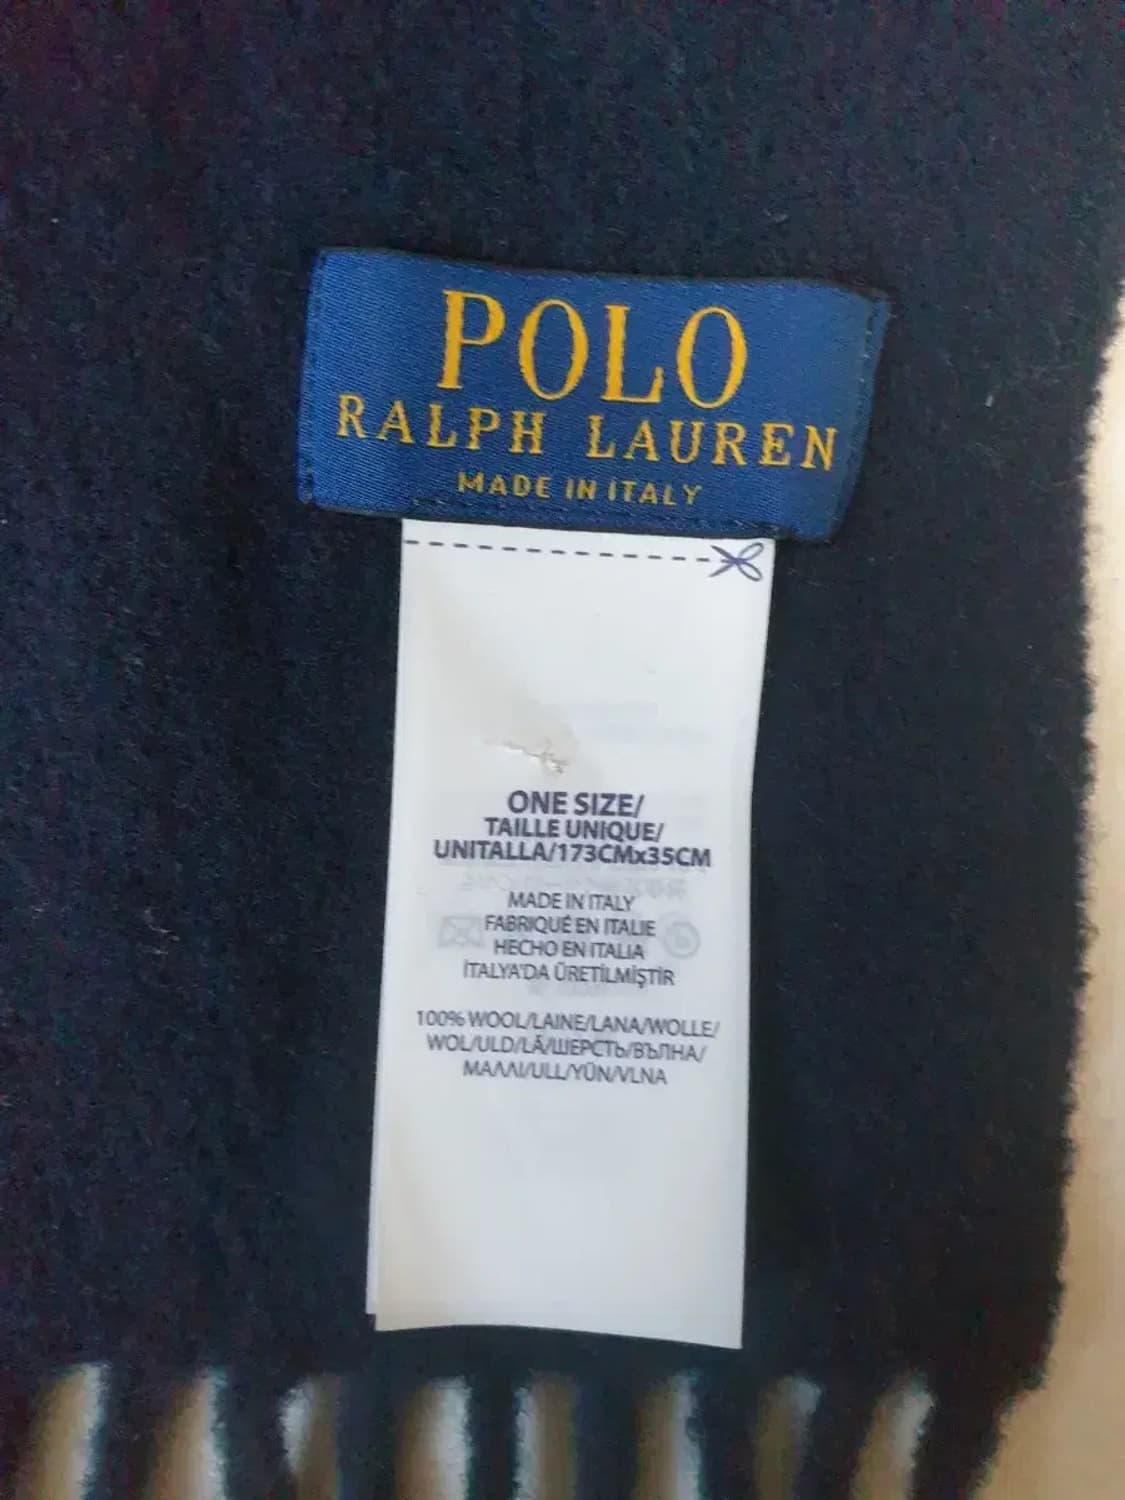 POLO
RALPH LAUREN
MADE IN ITALY
ONE SIZE/
TAILLE UNIQUE/
UNITALLA/173CMx35CM
MADE IN ITALY
FABRIQUÉ EN ITALIE
HECHO EN ITALIA
İTALYA'DA ÜRETİLMİŞTİR
100% WOOL/LAINE/LANA/WOLLE/
WOL/ULD/LÃ/ШЕРСТЬ/ВЪЛНА/
ΜΑΛΛΙ/ULL/YÜN/VLNA